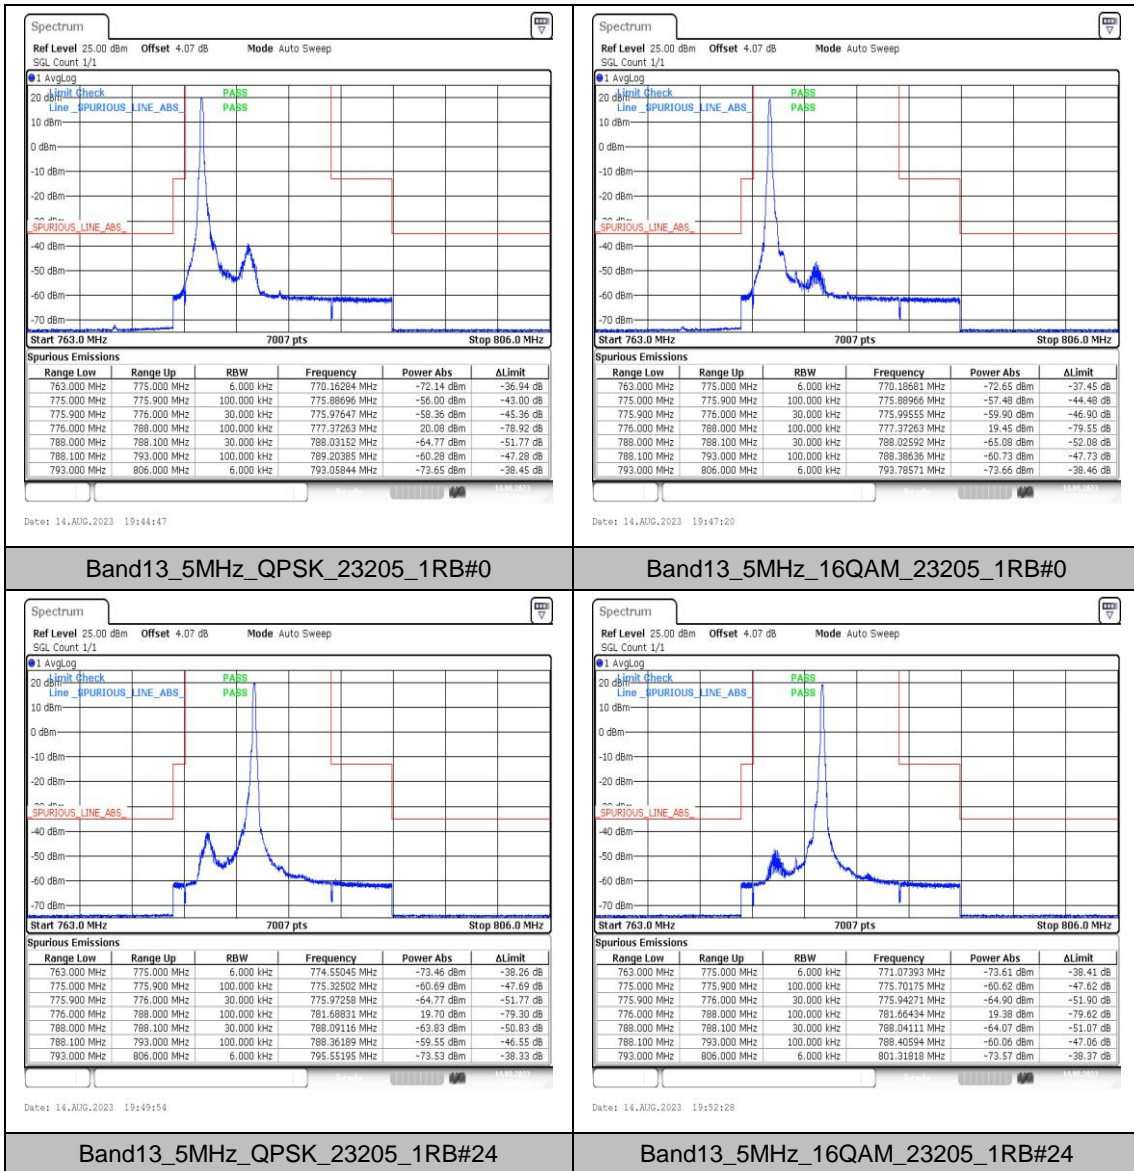 Spectrum
Ref Level 25.00 dBm Offset 4.07 dB Mode Auto Sweep
SGL Count 1/1
1 AvgLog
Limit Check PASS
Line _SPURIOUS_LINE_ABS_ PASS
20 dBm
10 dBm
0 dBm
-10 dBm
-20 dBm
_SPURIOUS_LINE_ABS_
-40 dBm
-50 dBm
-60 dBm
-70 dBm
Start 763.0 MHz 7007 pts Stop 806.0 MHz
Spurious Emissions
Range Low Range Up RBW Frequency Power Abs ΔLimit
763.000 MHz 775.000 MHz 6.000 kHz 770.16284 MHz -72.14 dBm -36.94 dB
775.000 MHz 775.900 MHz 100.000 kHz 775.88696 MHz -56.00 dBm -43.00 dB
775.900 MHz 776.000 MHz 30.000 kHz 775.97647 MHz -58.36 dBm -45.36 dB
776.000 MHz 788.000 MHz 100.000 kHz 777.37263 MHz 20.08 dBm -78.92 dB
788.000 MHz 788.100 MHz 30.000 kHz 788.03152 MHz -64.77 dBm -51.77 dB
788.100 MHz 793.000 MHz 100.000 kHz 789.20385 MHz -60.28 dBm -47.28 dB
793.000 MHz 806.000 MHz 6.000 kHz 793.05844 MHz -73.65 dBm -38.45 dB
Date: 14.AUG.2023 19:44:47
Band13_5MHz_QPSK_23205_1RB#0
Spectrum
Ref Level 25.00 dBm Offset 4.07 dB Mode Auto Sweep
SGL Count 1/1
1 AvgLog
Limit Check PASS
Line _SPURIOUS_LINE_ABS_ PASS
20 dBm
10 dBm
0 dBm
-10 dBm
-20 dBm
_SPURIOUS_LINE_ABS_
-40 dBm
-50 dBm
-60 dBm
-70 dBm
Start 763.0 MHz 7007 pts Stop 806.0 MHz
Spurious Emissions
Range Low Range Up RBW Frequency Power Abs ΔLimit
763.000 MHz 775.000 MHz 6.000 kHz 770.18681 MHz -72.65 dBm -37.45 dB
775.000 MHz 775.900 MHz 100.000 kHz 775.88966 MHz -57.48 dBm -44.48 dB
775.900 MHz 776.000 MHz 30.000 kHz 775.99555 MHz -59.90 dBm -46.90 dB
776.000 MHz 788.000 MHz 100.000 kHz 777.37263 MHz 19.45 dBm -79.55 dB
788.000 MHz 788.100 MHz 30.000 kHz 788.02592 MHz -65.08 dBm -52.08 dB
788.100 MHz 793.000 MHz 100.000 kHz 788.38636 MHz -60.73 dBm -47.73 dB
793.000 MHz 806.000 MHz 6.000 kHz 793.78571 MHz -73.66 dBm -38.46 dB
Date: 14.AUG.2023 19:47:20
Band13_5MHz_16QAM_23205_1RB#0
Spectrum
Ref Level 25.00 dBm Offset 4.07 dB Mode Auto Sweep
SGL Count 1/1
1 AvgLog
Limit Check PASS
Line _SPURIOUS_LINE_ABS_ PASS
20 dBm
10 dBm
0 dBm
-10 dBm
-20 dBm
_SPURIOUS_LINE_ABS_
-40 dBm
-50 dBm
-60 dBm
-70 dBm
Start 763.0 MHz 7007 pts Stop 806.0 MHz
Spurious Emissions
Range Low Range Up RBW Frequency Power Abs ΔLimit
763.000 MHz 775.000 MHz 6.000 kHz 774.55045 MHz -73.46 dBm -38.26 dB
775.000 MHz 775.900 MHz 100.000 kHz 775.32502 MHz -60.69 dBm -47.69 dB
775.900 MHz 776.000 MHz 30.000 kHz 775.97258 MHz -64.77 dBm -51.77 dB
776.000 MHz 788.000 MHz 100.000 kHz 781.68831 MHz 19.70 dBm -79.30 dB
788.000 MHz 788.100 MHz 30.000 kHz 788.09116 MHz -63.83 dBm -50.83 dB
788.100 MHz 793.000 MHz 100.000 kHz 788.36189 MHz -59.55 dBm -46.55 dB
793.000 MHz 806.000 MHz 6.000 kHz 795.55195 MHz -73.53 dBm -38.33 dB
Date: 14.AUG.2023 19:49:54
Band13_5MHz_QPSK_23205_1RB#24
Spectrum
Ref Level 25.00 dBm Offset 4.07 dB Mode Auto Sweep
SGL Count 1/1
1 AvgLog
Limit Check PASS
Line _SPURIOUS_LINE_ABS_ PASS
20 dBm
10 dBm
0 dBm
-10 dBm
-20 dBm
_SPURIOUS_LINE_ABS_
-40 dBm
-50 dBm
-60 dBm
-70 dBm
Start 763.0 MHz 7007 pts Stop 806.0 MHz
Spurious Emissions
Range Low Range Up RBW Frequency Power Abs ΔLimit
763.000 MHz 775.000 MHz 6.000 kHz 771.07393 MHz -73.61 dBm -38.41 dB
775.000 MHz 775.900 MHz 100.000 kHz 775.70175 MHz -60.62 dBm -47.62 dB
775.900 MHz 776.000 MHz 30.000 kHz 775.94271 MHz -64.90 dBm -51.90 dB
776.000 MHz 788.000 MHz 100.000 kHz 781.66434 MHz 19.38 dBm -79.62 dB
788.000 MHz 788.100 MHz 30.000 kHz 788.04111 MHz -64.07 dBm -51.07 dB
788.100 MHz 793.000 MHz 100.000 kHz 788.40594 MHz -60.06 dBm -47.06 dB
793.000 MHz 806.000 MHz 6.000 kHz 801.31818 MHz -73.57 dBm -38.37 dB
Date: 14.AUG.2023 19:52:28
Band13_5MHz_16QAM_23205_1RB#24